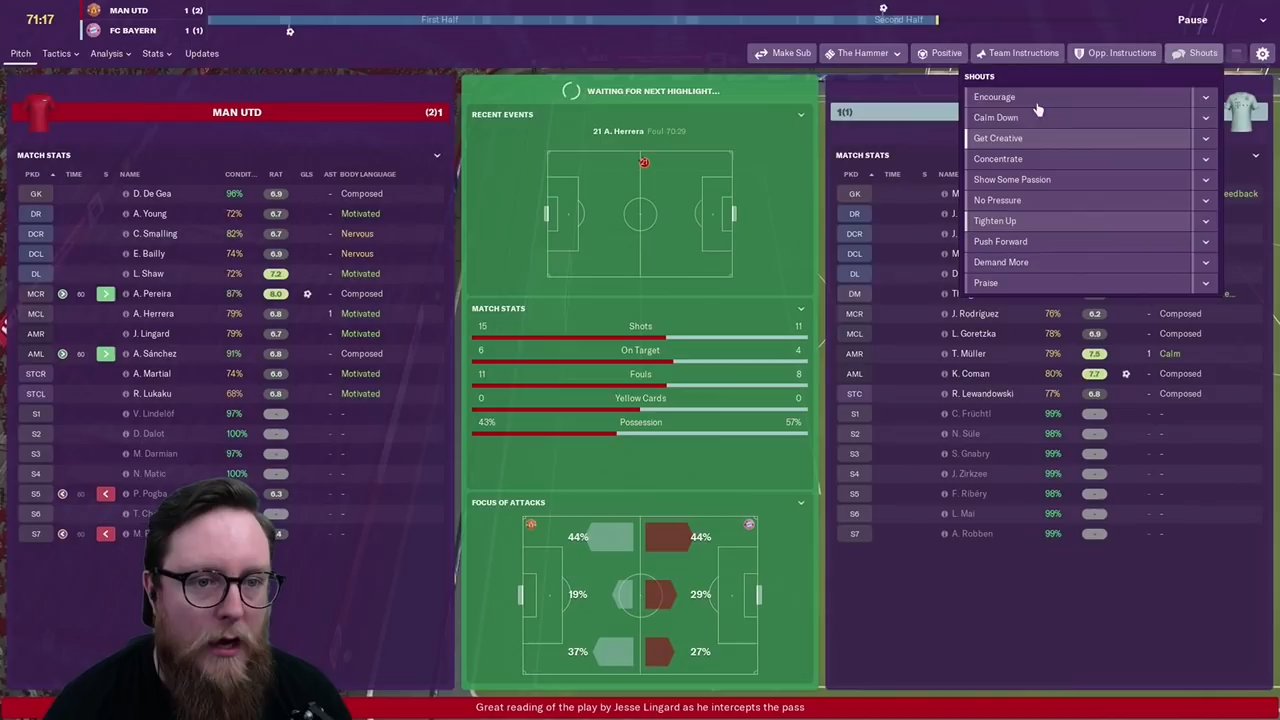 71:17
MAN UTD 1 (2)
FC BAYERN 1 (1)
First Half
Second Half
Pause
Pitch Tactics Analysis Stats Updates
Make Sub The Hammer Positive Team Instructions Opp. Instructions Shouts
SHOUTS
Encourage
Calm Down
Get Creative
Concentrate
Show Some Passion
No Pressure
Tighten Up
Push Forward
Demand More
Praise
MAN UTD (2)1
MATCH STATS
PKD TIME S NAME CONDIT... RAT GLS AST BODY LANGUAGE
GK D. De Gea 96% 6.9 - Composed
DR A. Young 72% 6.7 - Motivated
DCR C. Smalling 82% 6.7 - Nervous
DCL E. Bailly 74% 6.9 - Nervous
DL L. Shaw 72% 7.2 - Motivated
MCR 60 A. Pereira 87% 8.0 - Composed
MCL A. Herrera 79% 6.8 1 Motivated
AMR J. Lingard 79% 6.7 - Motivated
AML 60 A. Sánchez 91% 6.8 - Composed
STCR A. Martial 74% 6.6 - Motivated
STCL R. Lukaku 68% 6.8 - Motivated
S1 V. Lindelöf 97% - - -
S2 D. Dalot 100% - - -
S3 M. Darmian 97% - - -
S4 N. Matic 100% - - -
S5 60 P. Pogba 6.3 - -
S6 T. - - -
S7 60 M. - -
WAITING FOR NEXT HIGHLIGHT...
RECENT EVENTS
21 A. Herrera Foul 70:29
21
MATCH STATS
15 Shots 11
6 On Target 4
11 Fouls 8
0 Yellow Cards 0
43% Possession 57%
FOCUS OF ATTACKS
44% 44%
19% 29%
37% 27%
1(1)
MATCH STATS
PKD TIME S NAME
GK M.
DR J.
DCR
DCL
DL
DM
MCR J. Rodríguez 76% 6.2 - Composed
MCL L. Goretzka 78% 6.9 - Composed
AMR T. Müller 79% 7.5 1 Calm
AML K. Coman 80% 7.7 - Composed
STC R. Lewandowski 77% 6.8 - Composed
S1 C. Früchtl 99% - - -
S2 N. Süle 98% - - -
S3 S. Gnabry 99% - - -
S4 J. Zirkzee 99% - - -
S5 F. Ribéry 98% - - -
S6 L. Mai 99% - - -
S7 A. Robben 99% - - -
Great reading of the play by Jesse Lingard as he intercepts the pass